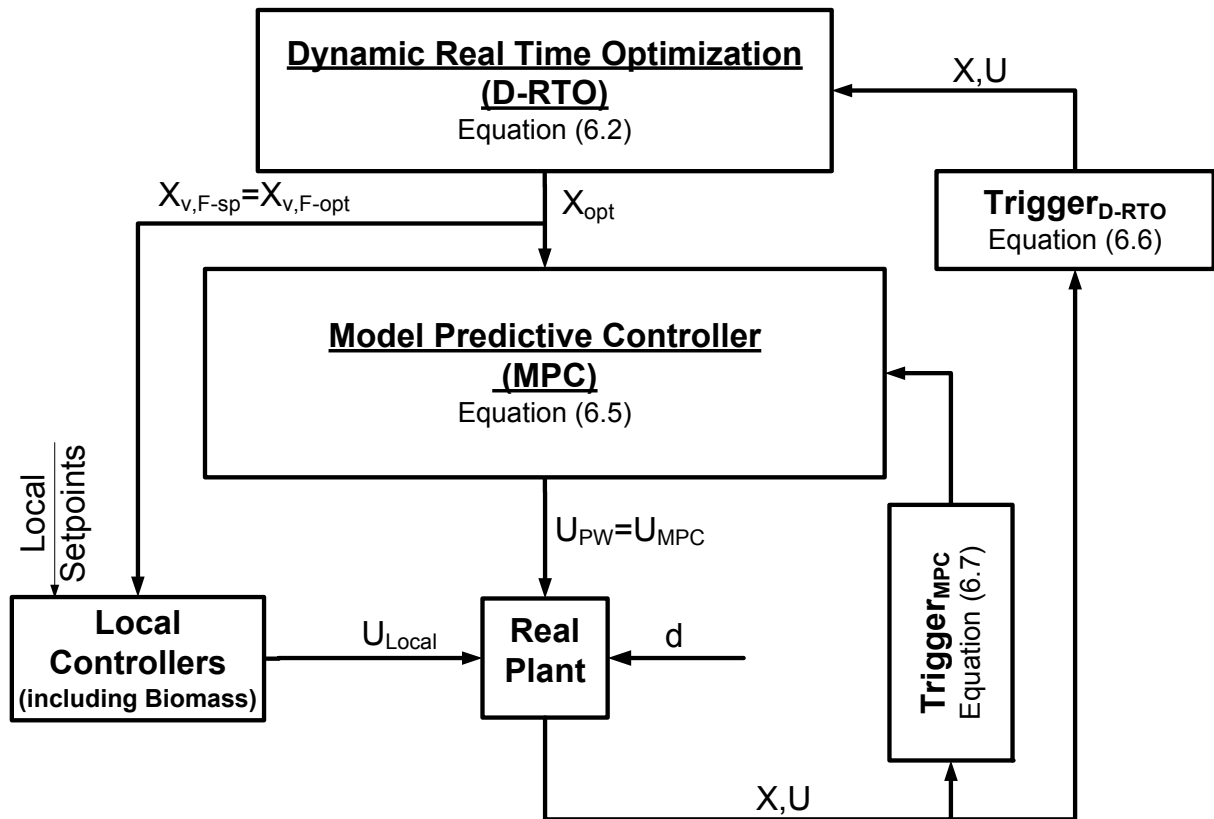 Dynamic Real Time Optimization
(D-RTO)
Equation (6.2)
X,U
Trigger_D-RTO
Equation (6.6)
X_v,F-sp=X_v,F-opt
X_opt
Model Predictive Controller
(MPC)
Equation (6.5)
Local
Setpoints
U_PW=U_MPC
Trigger_MPC
Equation (6.7)
Local
Controllers
(including Biomass)
U_Local
Real
Plant
d
X,U